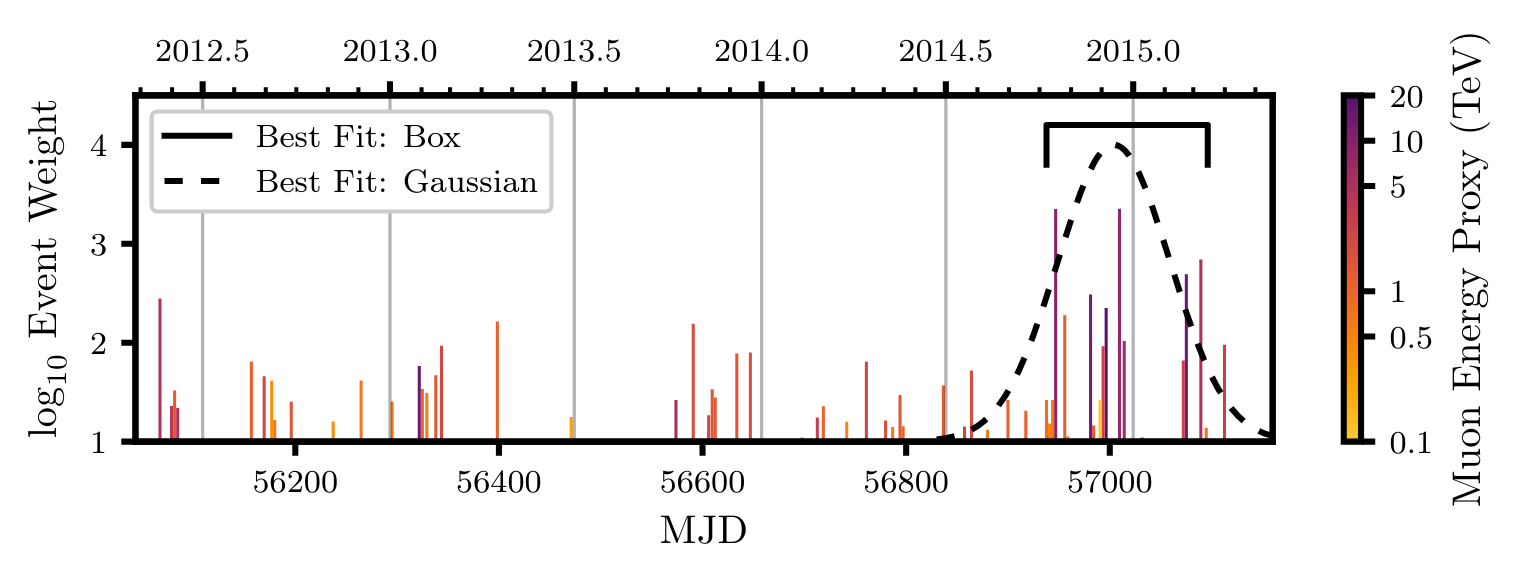 2012.5 2013.0 2013.5 2014.0 2014.5 2015.0
Best Fit: Box
Best Fit: Gaussian
log10 Event Weight
4
3
2
1
56200 56400 56600 56800 57000
MJD
20
10
5
1
0.5
0.1
Muon Energy Proxy (TeV)